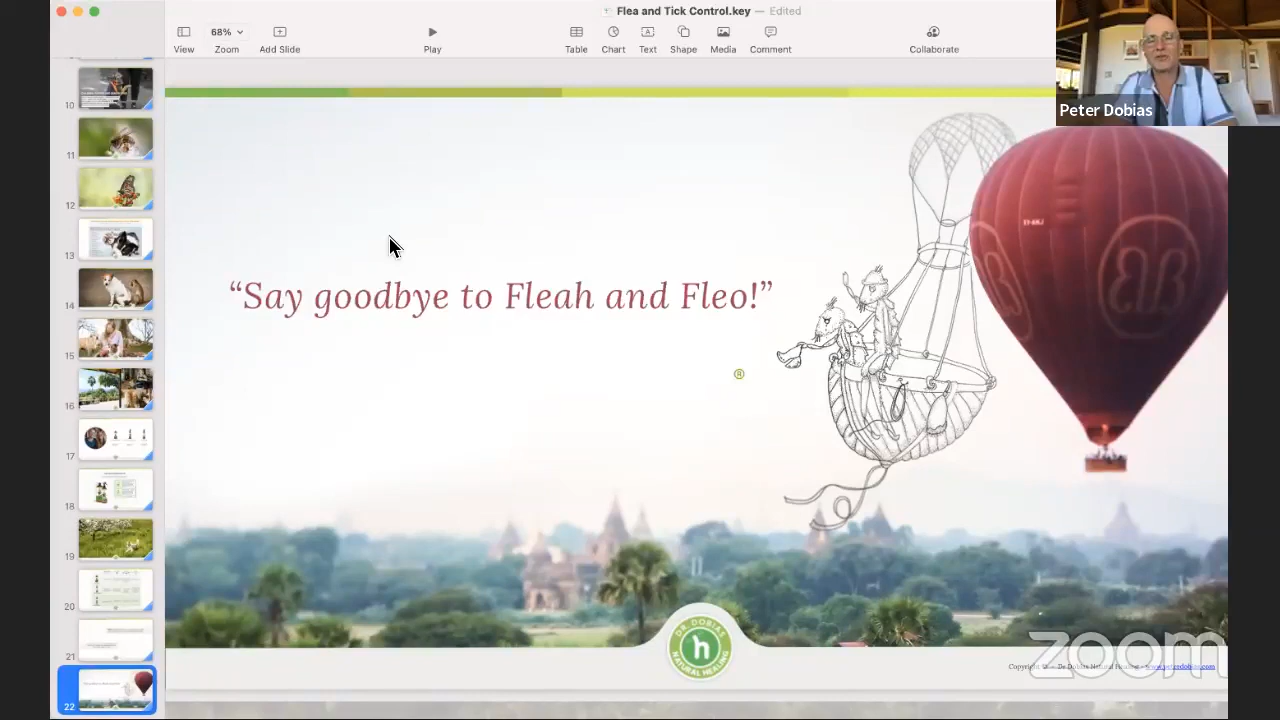 Flea and Tick Control.key — Edited
68%
View
Zoom
Add Slide
Play
Table
Chart
Text
Shape
Media
Comment
Collaborate
Peter Dobias
10
11
12
13
14
15
16
17
18
19
20
21
22
“Say goodbye to Fleah and Fleo!”
R
DR. DOBIAS
h
NATURAL HEALING
zoom